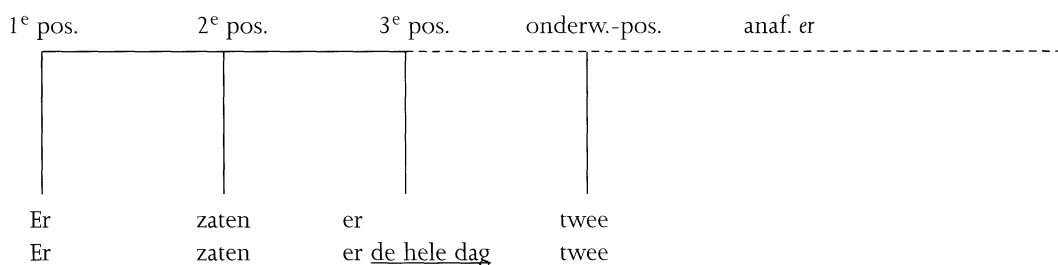 1e pos. 2e pos. 3e pos. onderw.-pos. anaf. er
Er zaten er twee
Er zaten er de hele dag twee